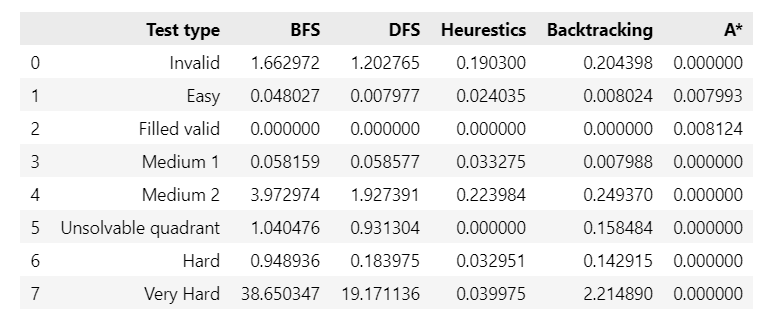 Test type BFS DFS Heurestics Backtracking A*
0 Invalid 1.662972 1.202765 0.190300 0.204398 0.000000
1 Easy 0.048027 0.007977 0.024035 0.008024 0.007993
2 Filled valid 0.000000 0.000000 0.000000 0.000000 0.008124
3 Medium 1 0.058159 0.058577 0.033275 0.007988 0.000000
4 Medium 2 3.972974 1.927391 0.223984 0.249370 0.000000
5 Unsolvable quadrant 1.040476 0.931304 0.000000 0.158484 0.000000
6 Hard 0.948936 0.183975 0.032951 0.142915 0.000000
7 Very Hard 38.650347 19.171136 0.039975 2.214890 0.000000